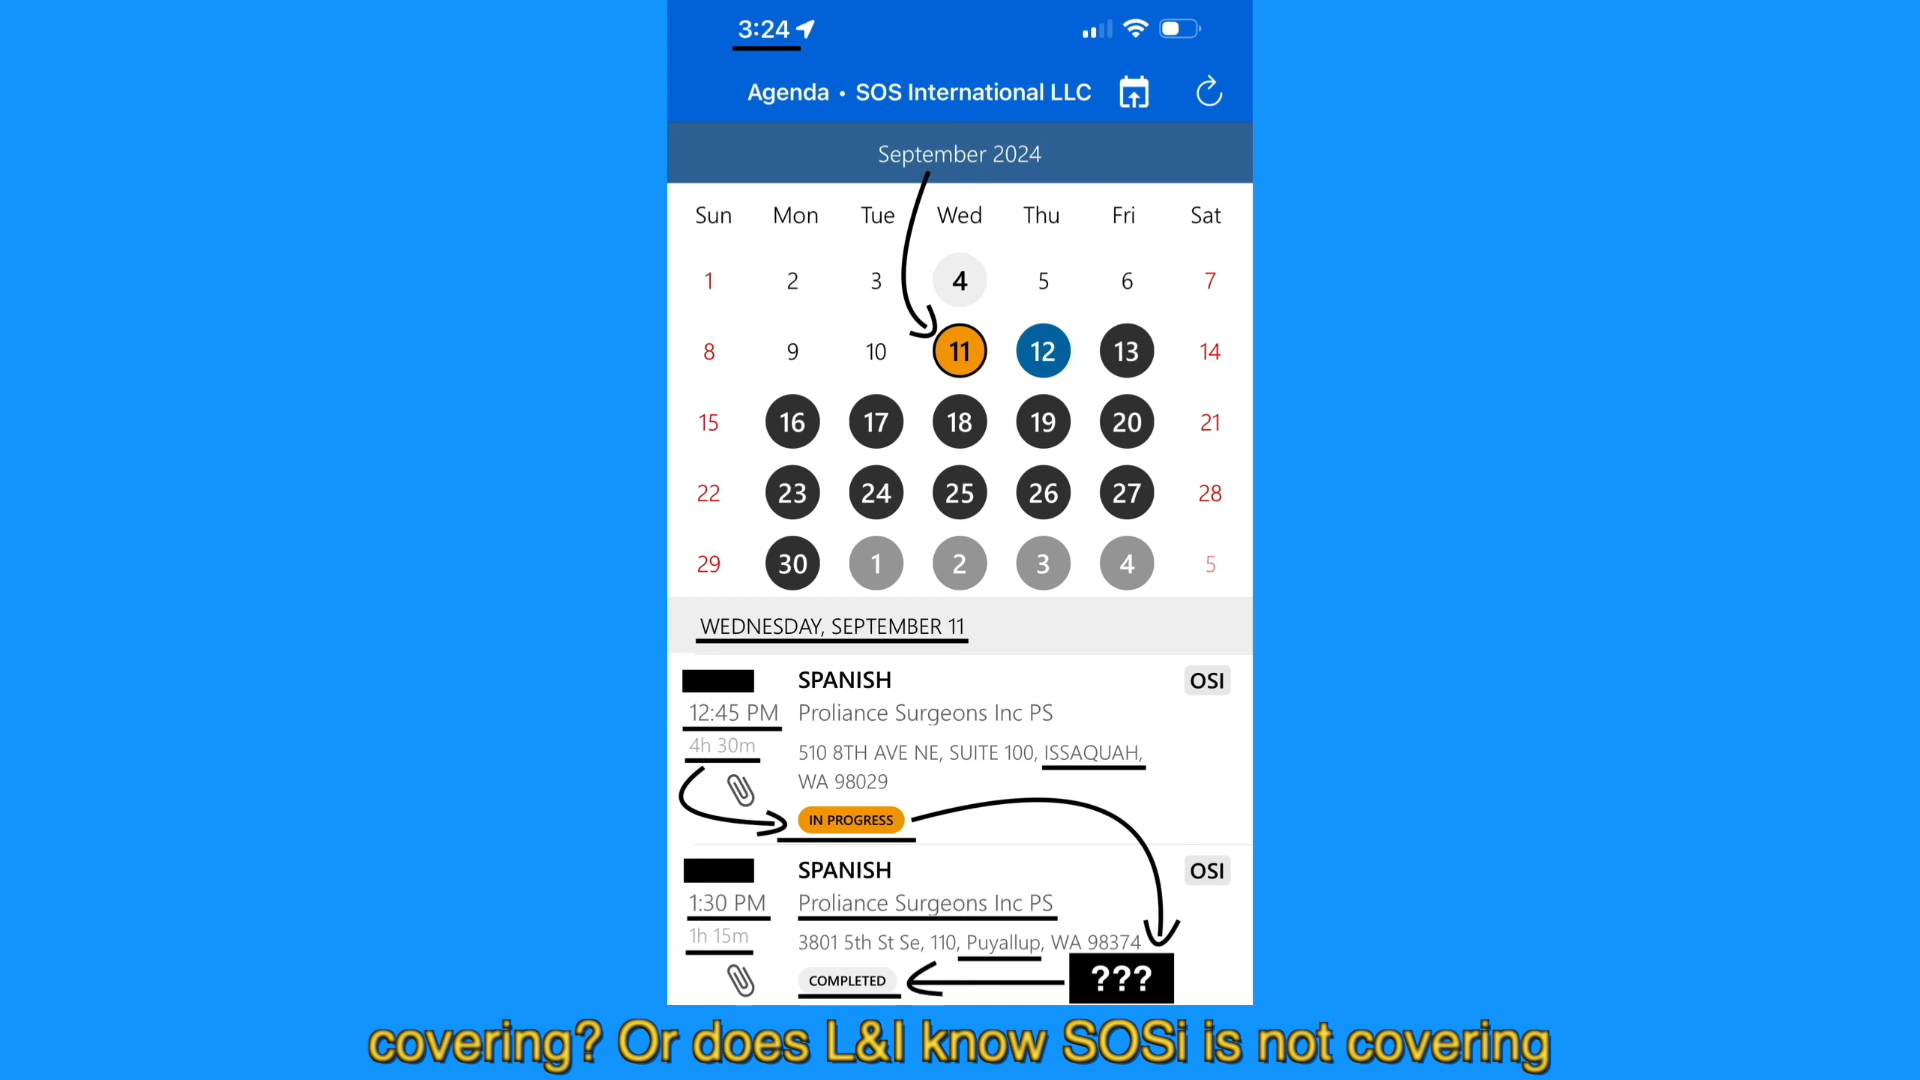 3:24
Agenda • SOS International LLC
September 2024
Sun Mon Tue Wed Thu Fri Sat
1 2 3 4 5 6 7
8 9 10 11 12 13 14
15 16 17 18 19 20 21
22 23 24 25 26 27 28
29 30 1 2 3 4 5
WEDNESDAY, SEPTEMBER 11
SPANISH OSI
12:45 PM Proliance Surgeons Inc PS
4h 30m 510 8TH AVE NE, SUITE 100, ISSAQUAH,
WA 98029
IN PROGRESS
SPANISH OSI
1:30 PM Proliance Surgeons Inc PS
1h 15m 3801 5th St Se, 110, Puyallup, WA 98374
COMPLETED ???
covering? Or does L&I know SOSi is not covering